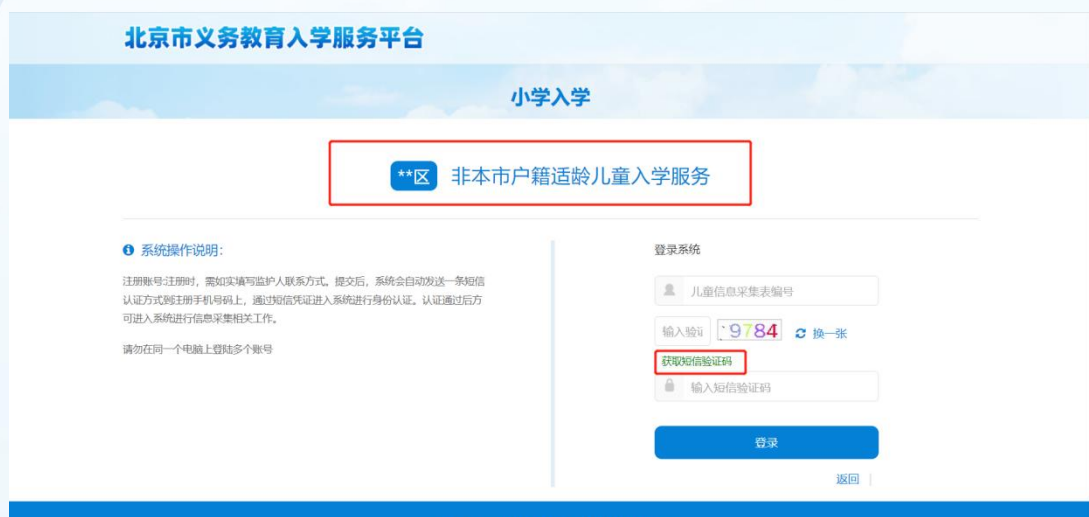 北京市义务教育入学服务平台
小学入学
**区 非本市户籍适龄儿童入学服务
系统操作说明:
注册账号:注册时，需如实填写监护人联系方式。提交后，系统会自动发送一条短信
认证方式到注册手机号码上，通过短信凭证进入系统进行身份认证。认证通过后方
可进入系统进行信息采集相关工作。
请勿在同一个电脑上登陆多个账号
登录系统
儿童信息采集表编号
输入验证 9784 换一张
获取短信验证码
输入短信验证码
登录
返回